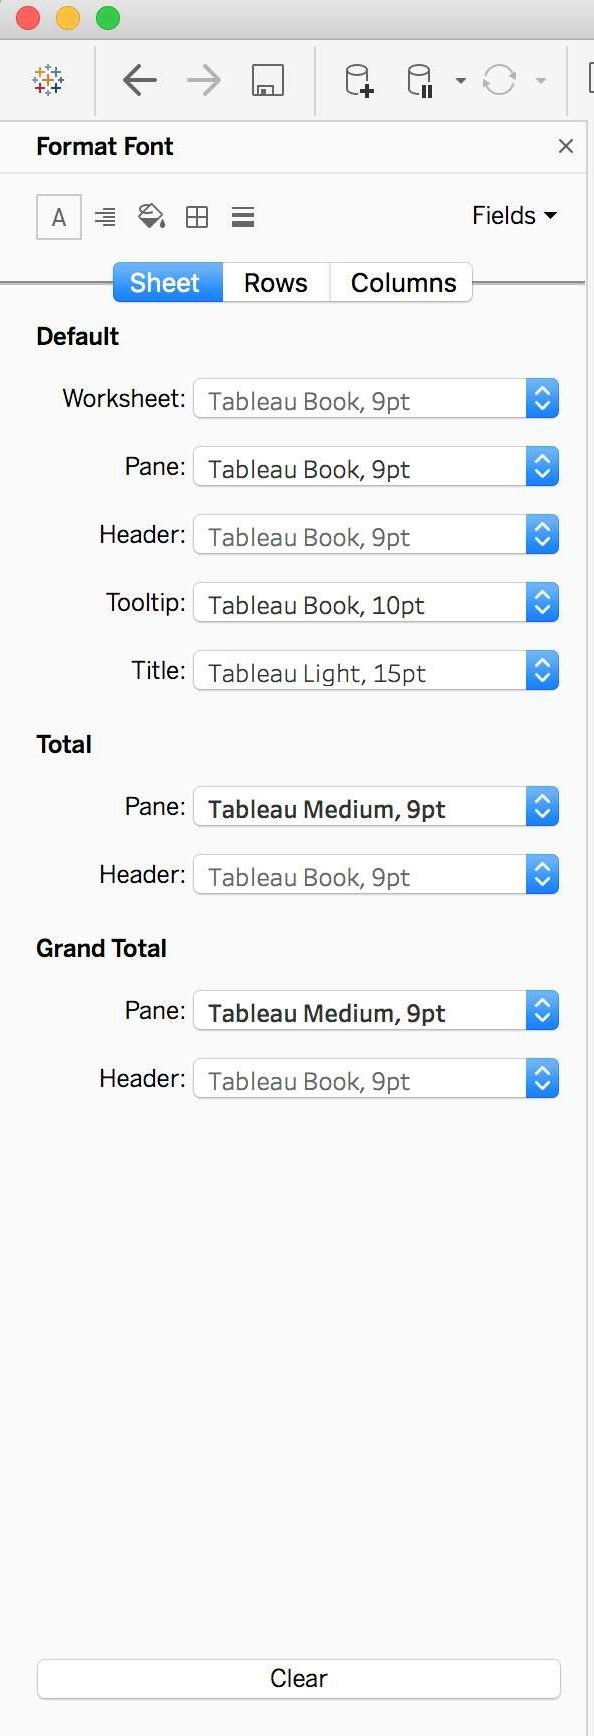 Format Font
A
Fields
Sheet Rows Columns
Default
Worksheet: Tableau Book, 9pt
Pane: Tableau Book, 9pt
Header: Tableau Book, 9pt
Tooltip: Tableau Book, 10pt
Title: Tableau Light, 15pt
Total
Pane: Tableau Medium, 9pt
Header: Tableau Book, 9pt
Grand Total
Pane: Tableau Medium, 9pt
Header: Tableau Book, 9pt
Clear